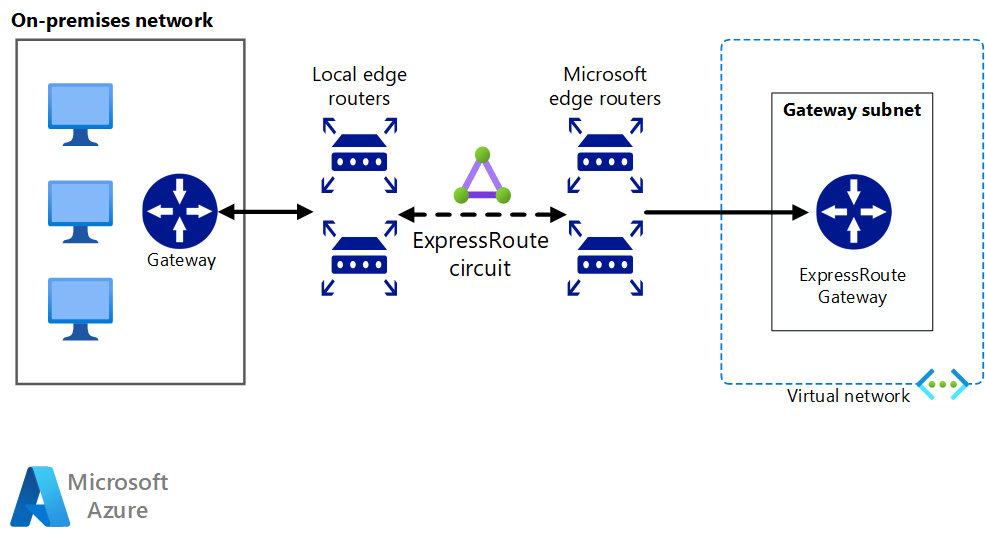 On-premises network
Local edge
routers
Microsoft
edge routers
Gateway subnet
Gateway
ExpressRoute
circuit
ExpressRoute
Gateway
Virtual network
Microsoft
Azure